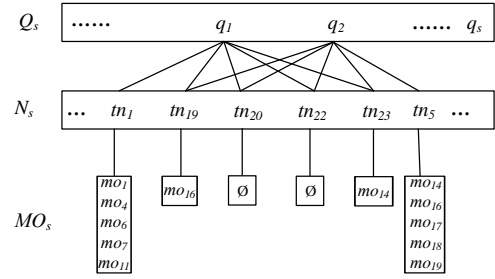 Qs ...... q1 q2 ...... qs
Ns ... tn1 tn19 tn20 tn22 tn23 tn5 ...
MOs
mo1
mo4
mo6
mo7
mo11
mo16
Ø
Ø
mo14
mo14
mo16
mo17
mo18
mo19